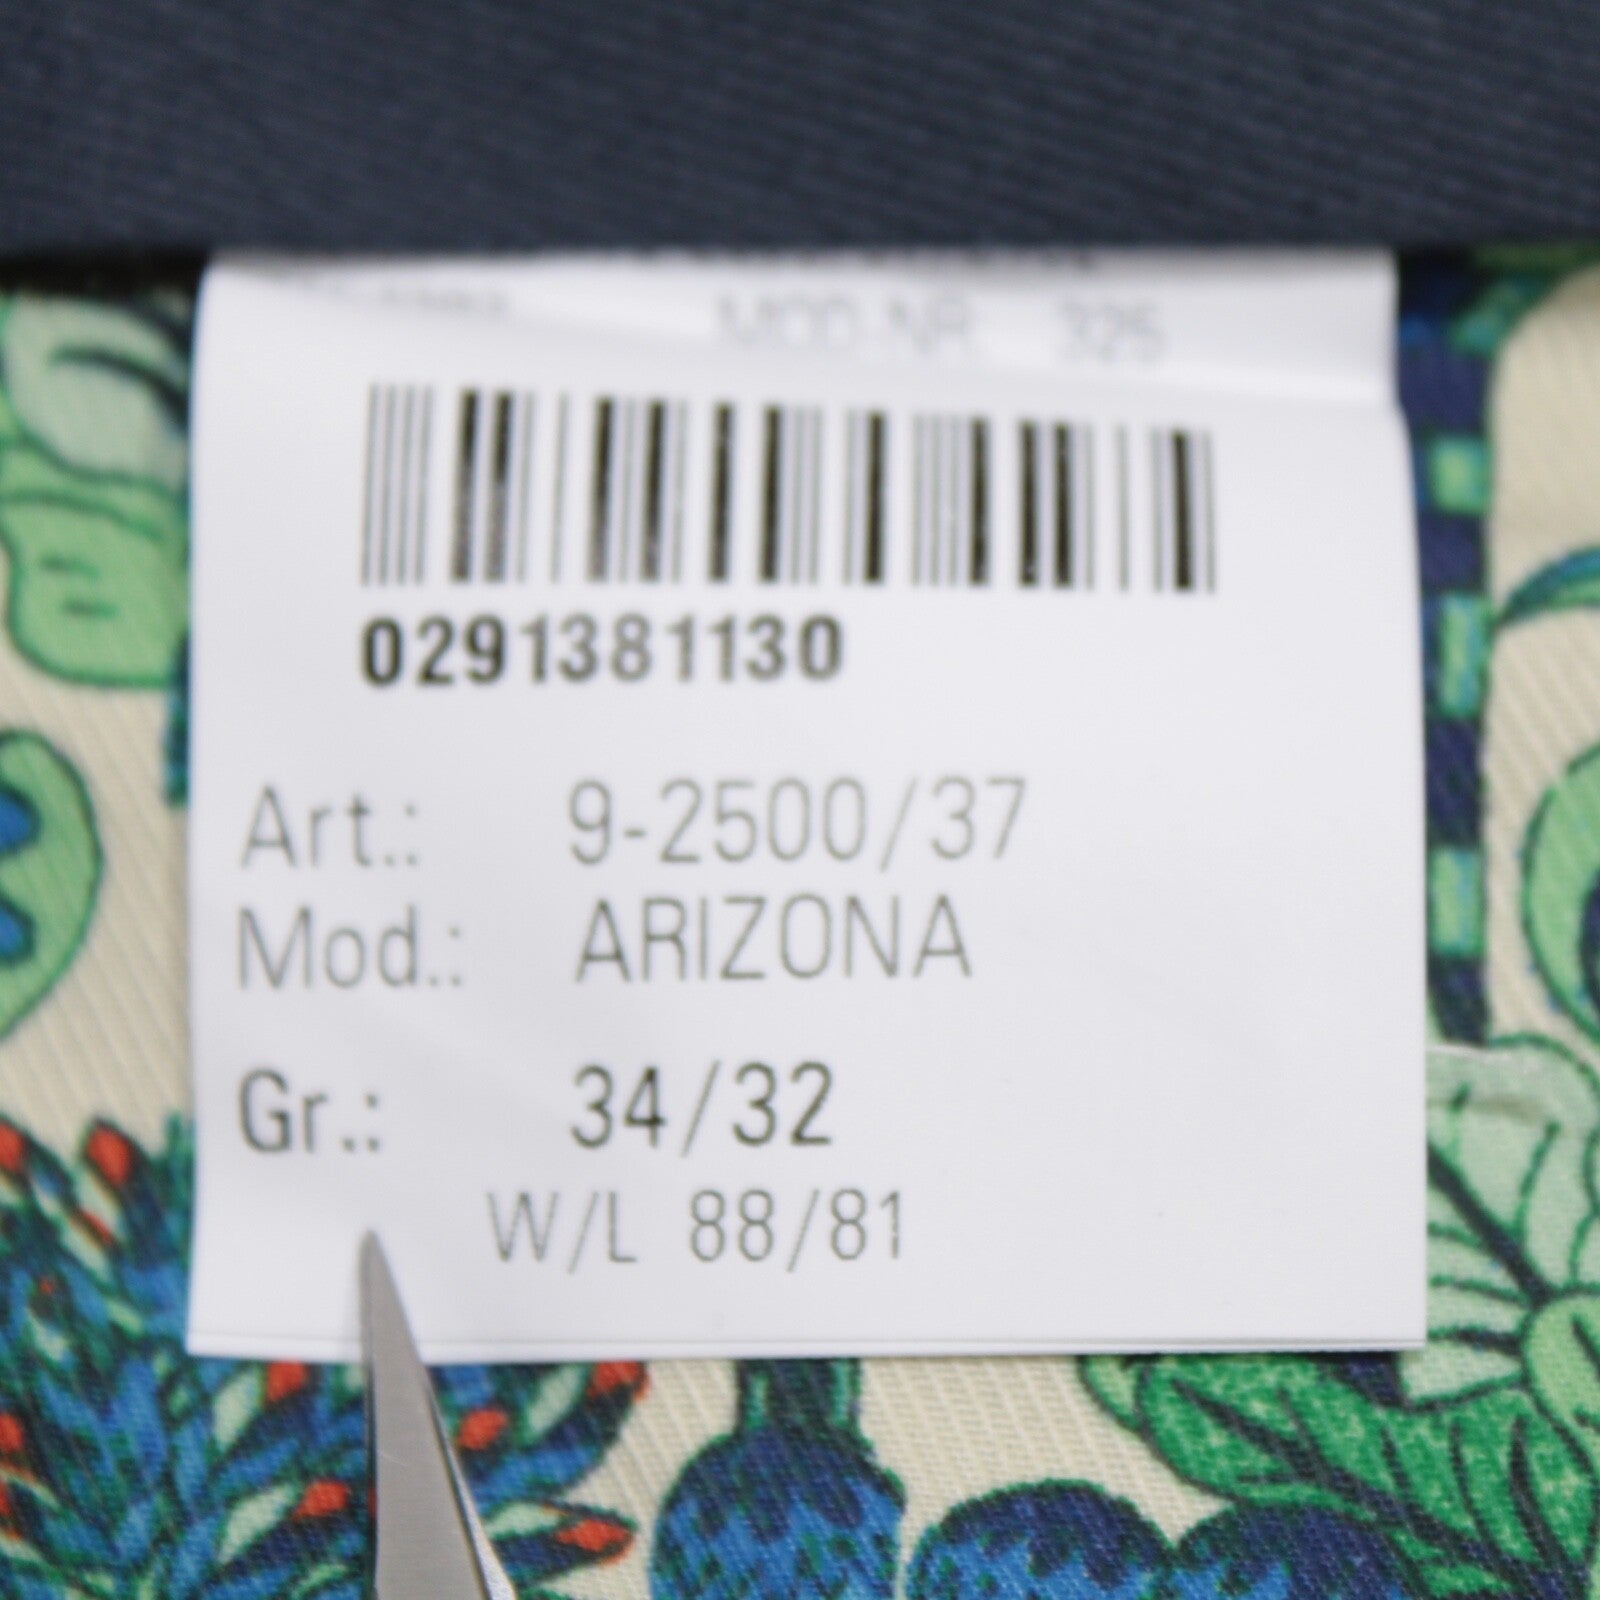 MOD.-NR. 325
0291381130
Art.: 9-2500/37
Mod.: ARIZONA
Gr.: 34/32
W/L 88/81